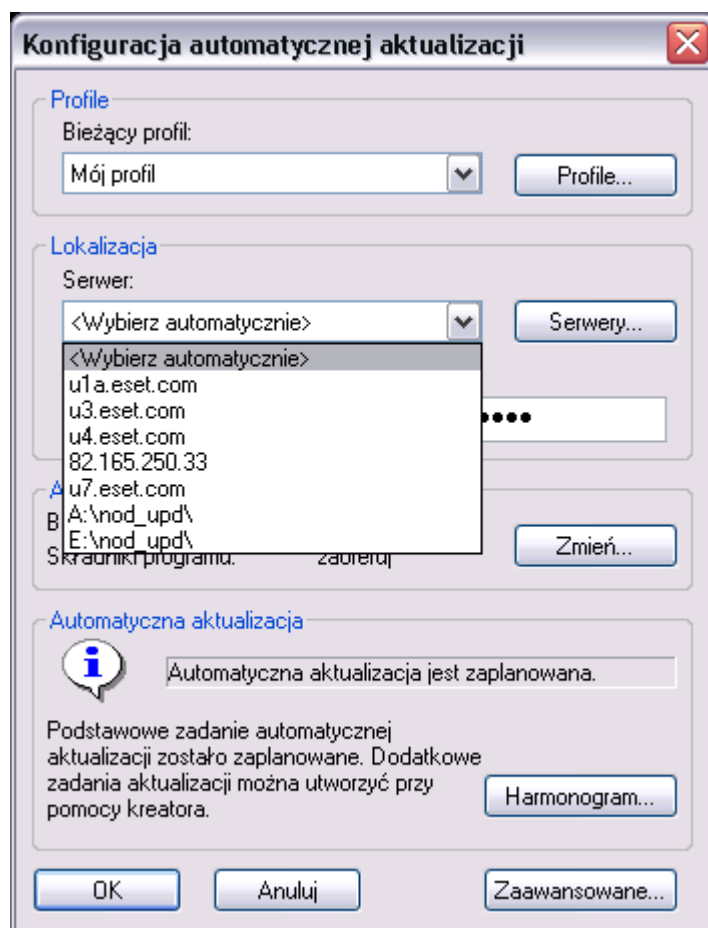 Konfiguracja automatycznej aktualizacji
Profile
Bieżący profil:
Mój profil
Profile...
Lokalizacja
Serwer:
<Wybierz automatycznie>
Serwery...
<Wybierz automatycznie>
u1a.eset.com
u3.eset.com
u4.eset.com
82.165.250.33
u7.eset.com
A:\nod_upd\
E:\nod_upd\
Zmień...
Automatyczna aktualizacja
Automatyczna aktualizacja jest zaplanowana.
Podstawowe zadanie automatycznej
aktualizacji zostało zaplanowane. Dodatkowe
zadania aktualizacji można utworzyć przy
pomocy kreatora.
Harmonogram...
OK
Anuluj
Zaawansowane...